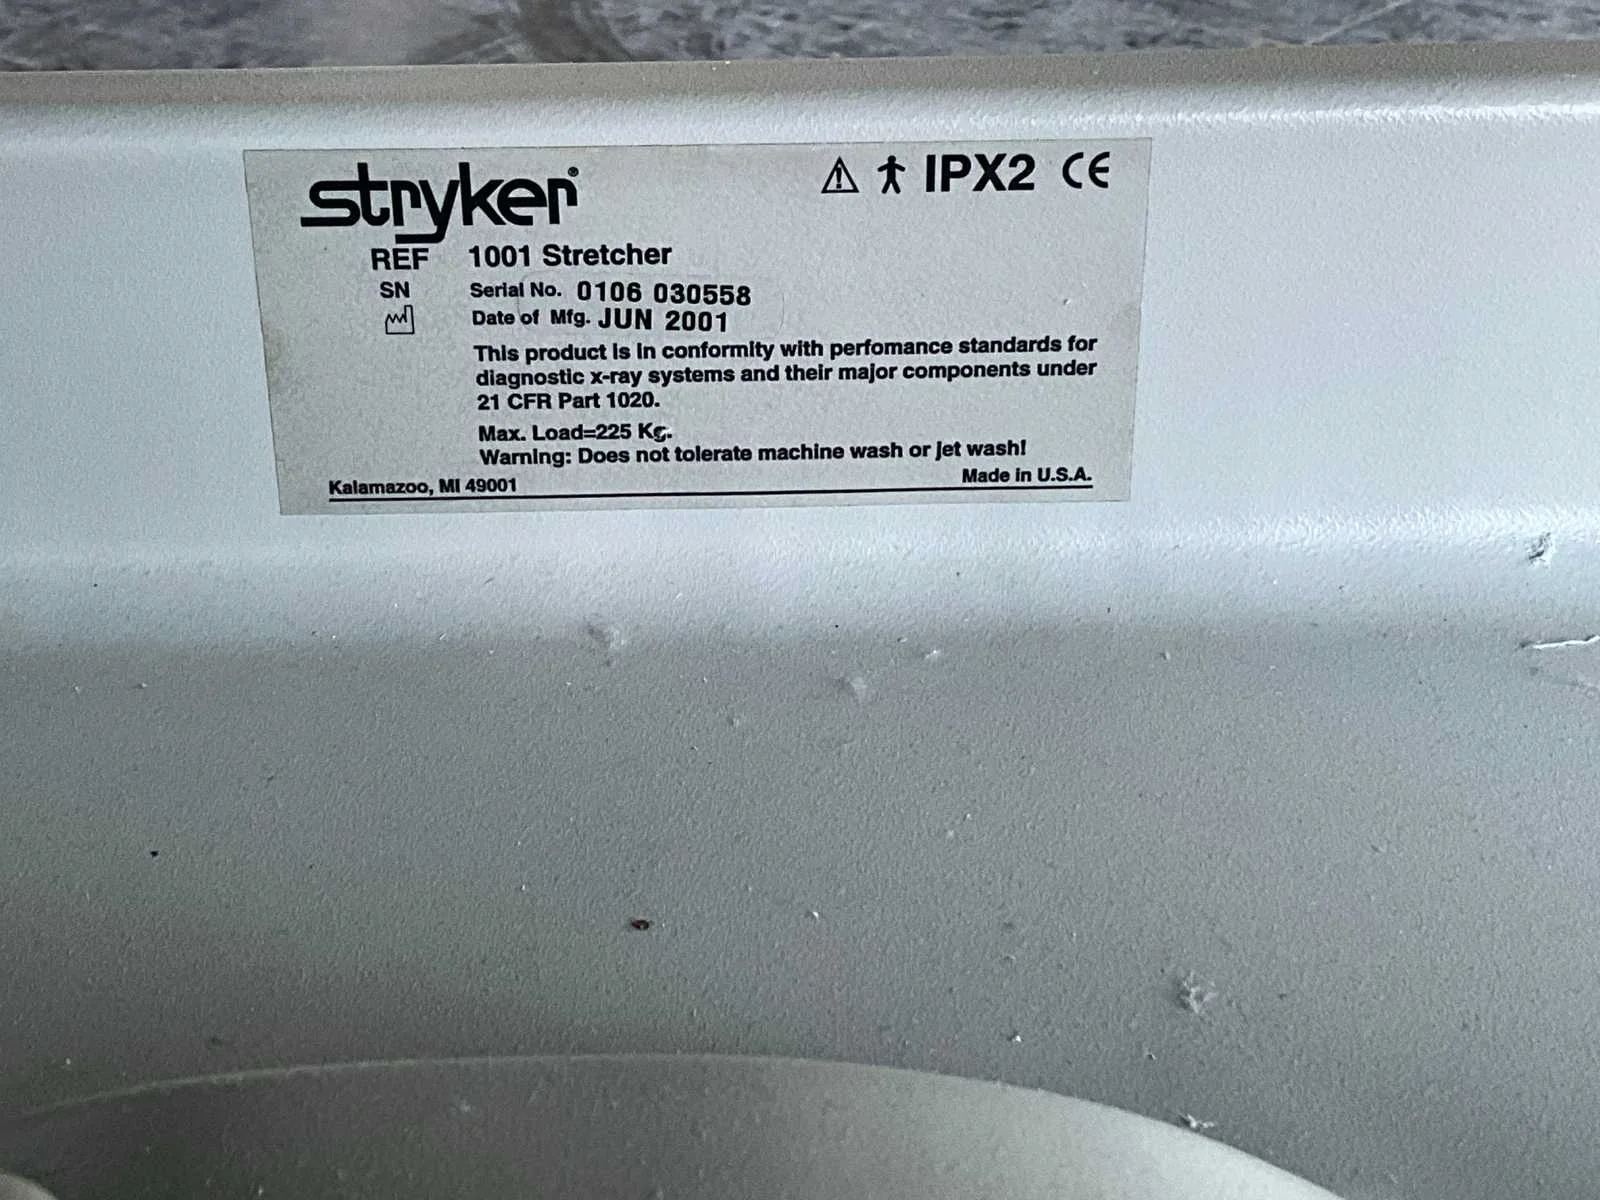 stryker®
IPX2 CE
REF 1001 Stretcher
SN Serial No. 0106 030558
Date of Mfg. JUN 2001
This product is in conformity with perfomance standards for
diagnostic x-ray systems and their major components under
21 CFR Part 1020.
Max. Load=225 Kg.
Warning: Does not tolerate machine wash or jet wash!
Kalamazoo, MI 49001 Made in U.S.A.